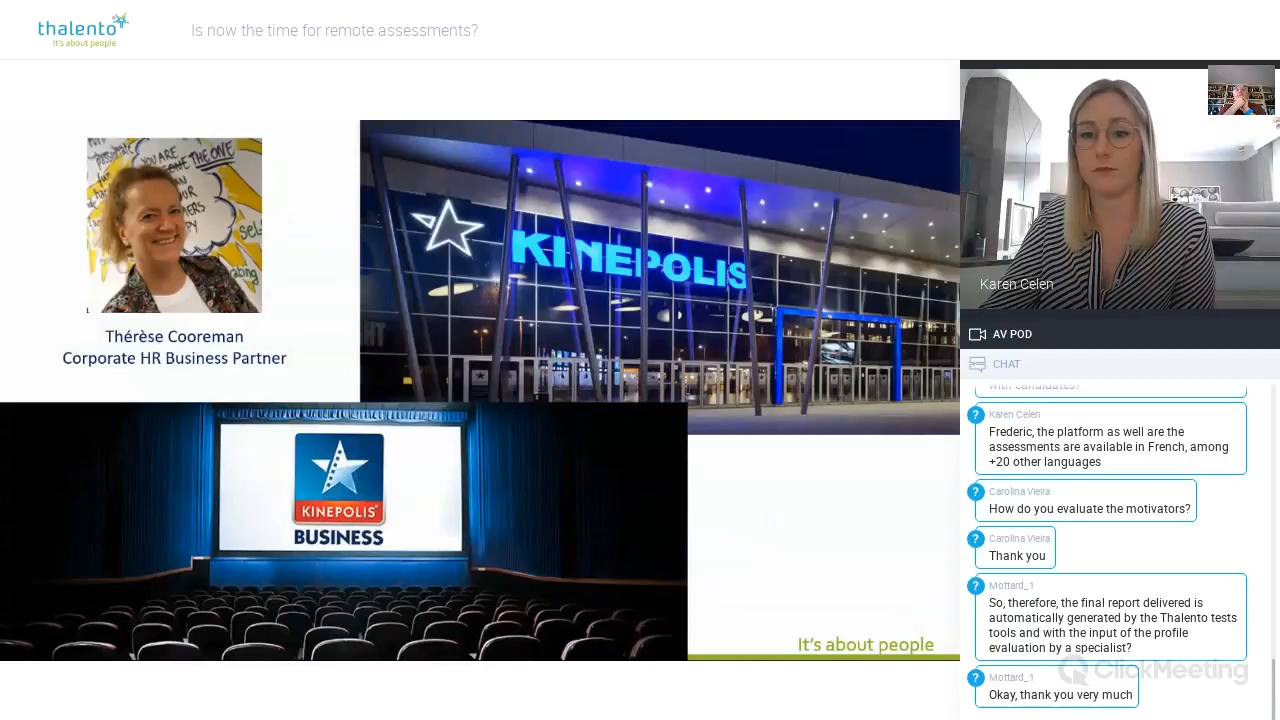 thalento
It's about people
Is now the time for remote assessments?
YOU ARE
THE ONE
Thérèse Cooreman
Corporate HR Business Partner
KINEPOLIS
KINEPOLIS
BUSINESS
It's about people
Karen Celen
AV POD
CHAT
with candidates?
Karen Celen
Frederic, the platform as well are the
assessments are available in French, among
+20 other languages
Carolina Vieira
How do you evaluate the motivators?
Carolina Vieira
Thank you
Mottard_1
So, therefore, the final report delivered is
automatically generated by the Thalento tests
tools and with the input of the profile
evaluation by a specialist?
ClickMeeting
Mottard_1
Okay, thank you very much